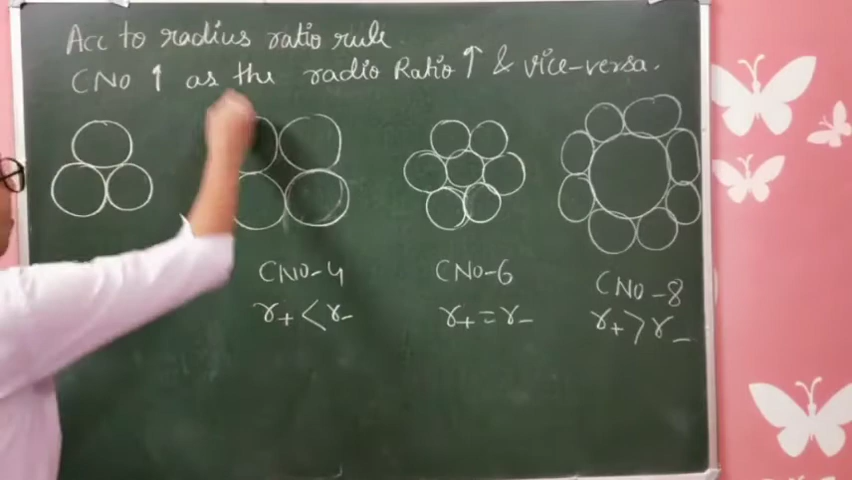 Acc to radius ratio rule
CNO ↑ as the radio Ratio ↑ & vice-versa.
CNO-4
CNO-6
CNO-8
r+ < r-
r+ = r-
r+ > r-